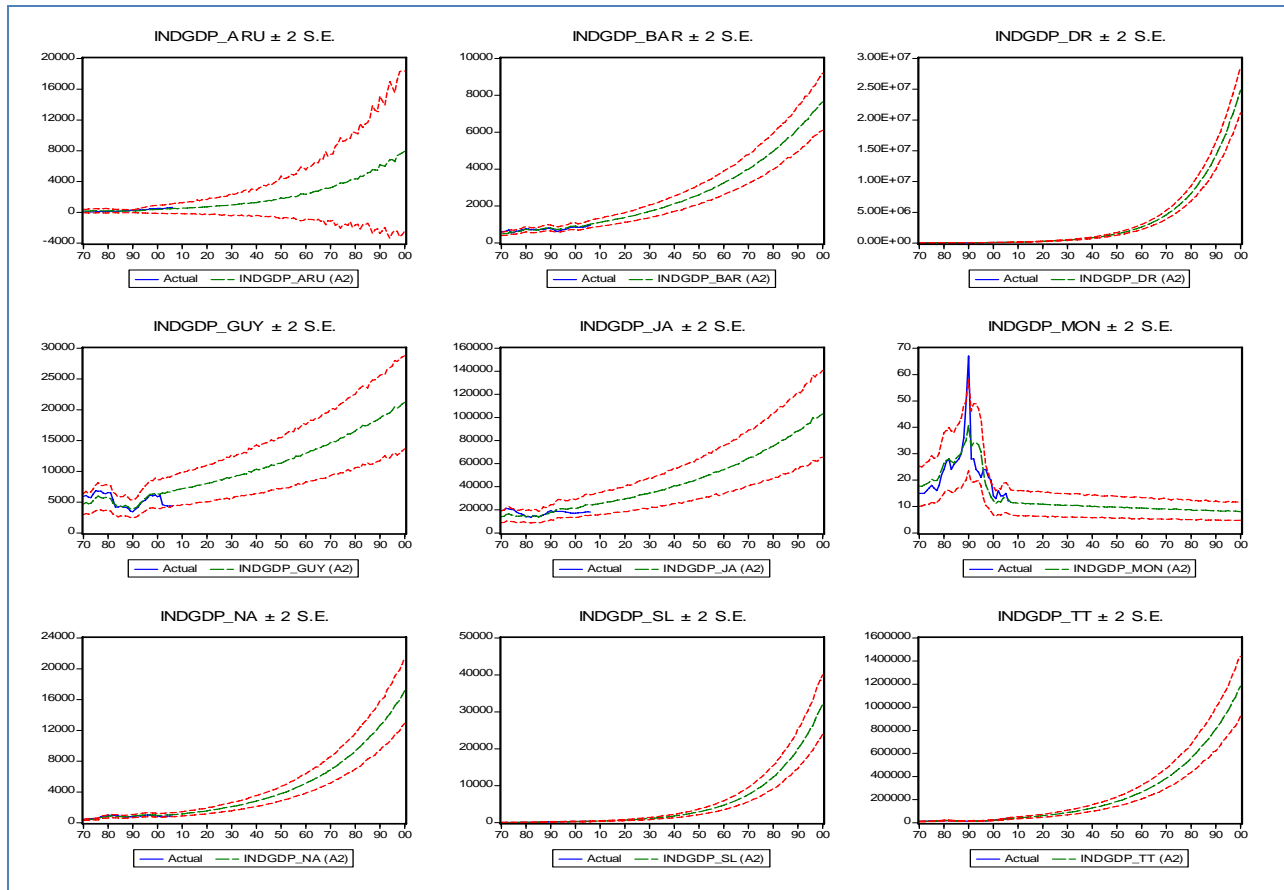 INDGDP_ARU ± 2 S.E.
20000
16000
12000
8000
4000
0
-4000
70 80 90 00 10 20 30 40 50 60 70 80 90 00
Actual INDGDP_ARU (A2)
INDGDP_BAR ± 2 S.E.
10000
8000
6000
4000
2000
0
70 80 90 00 10 20 30 40 50 60 70 80 90 00
Actual INDGDP_BAR (A2)
INDGDP_DR ± 2 S.E.
3.00E+07
2.50E+07
2.00E+07
1.50E+07
1.00E+07
5.00E+06
0.00E+00
70 80 90 00 10 20 30 40 50 60 70 80 90 00
Actual INDGDP_DR (A2)
INDGDP_GUY ± 2 S.E.
30000
25000
20000
15000
10000
5000
0
70 80 90 00 10 20 30 40 50 60 70 80 90 00
Actual INDGDP_GUY (A2)
INDGDP_JA ± 2 S.E.
160000
140000
120000
100000
80000
60000
40000
20000
0
70 80 90 00 10 20 30 40 50 60 70 80 90 00
Actual INDGDP_JA (A2)
INDGDP_MON ± 2 S.E.
70
60
50
40
30
20
10
0
70 80 90 00 10 20 30 40 50 60 70 80 90 00
Actual INDGDP_MON (A2)
INDGDP_NA ± 2 S.E.
24000
20000
16000
12000
8000
4000
0
70 80 90 00 10 20 30 40 50 60 70 80 90 00
Actual INDGDP_NA (A2)
INDGDP_SL ± 2 S.E.
50000
40000
30000
20000
10000
0
70 80 90 00 10 20 30 40 50 60 70 80 90 00
Actual INDGDP_SL (A2)
INDGDP_TT ± 2 S.E.
1600000
1400000
1200000
1000000
800000
600000
400000
200000
0
70 80 90 00 10 20 30 40 50 60 70 80 90 00
Actual INDGDP_TT (A2)